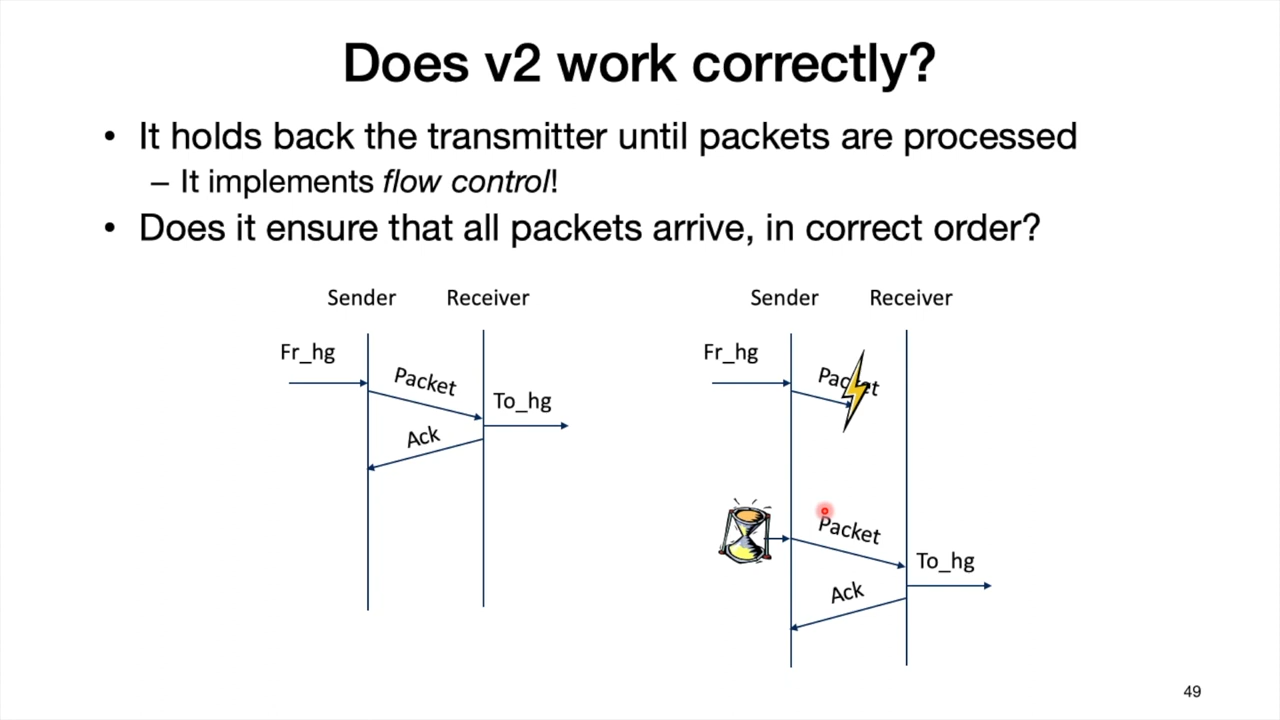 Does v2 work correctly?
• It holds back the transmitter until packets are processed
– It implements flow control!
• Does it ensure that all packets arrive, in correct order?
Sender Receiver
Fr_hg
Packet
To_hg
Ack
Sender Receiver
Fr_hg
Packet
Packet
To_hg
Ack
49